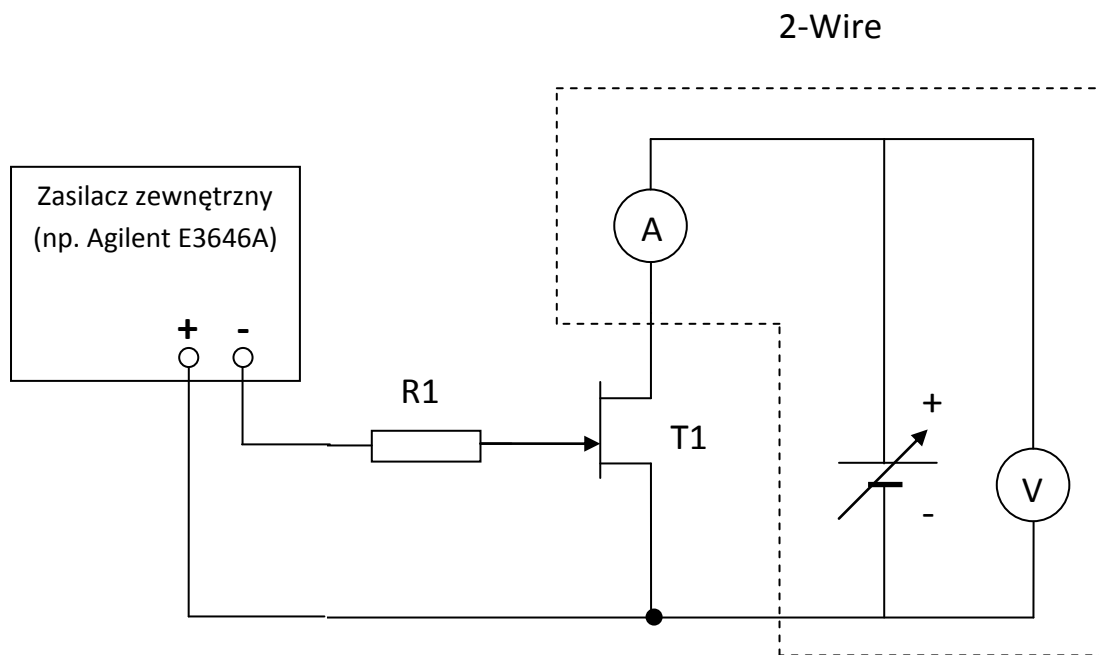 2-Wire
Zasilacz zewnętrzny
(np. Agilent E3646A)
+ -
A
R1
T1
+
-
V